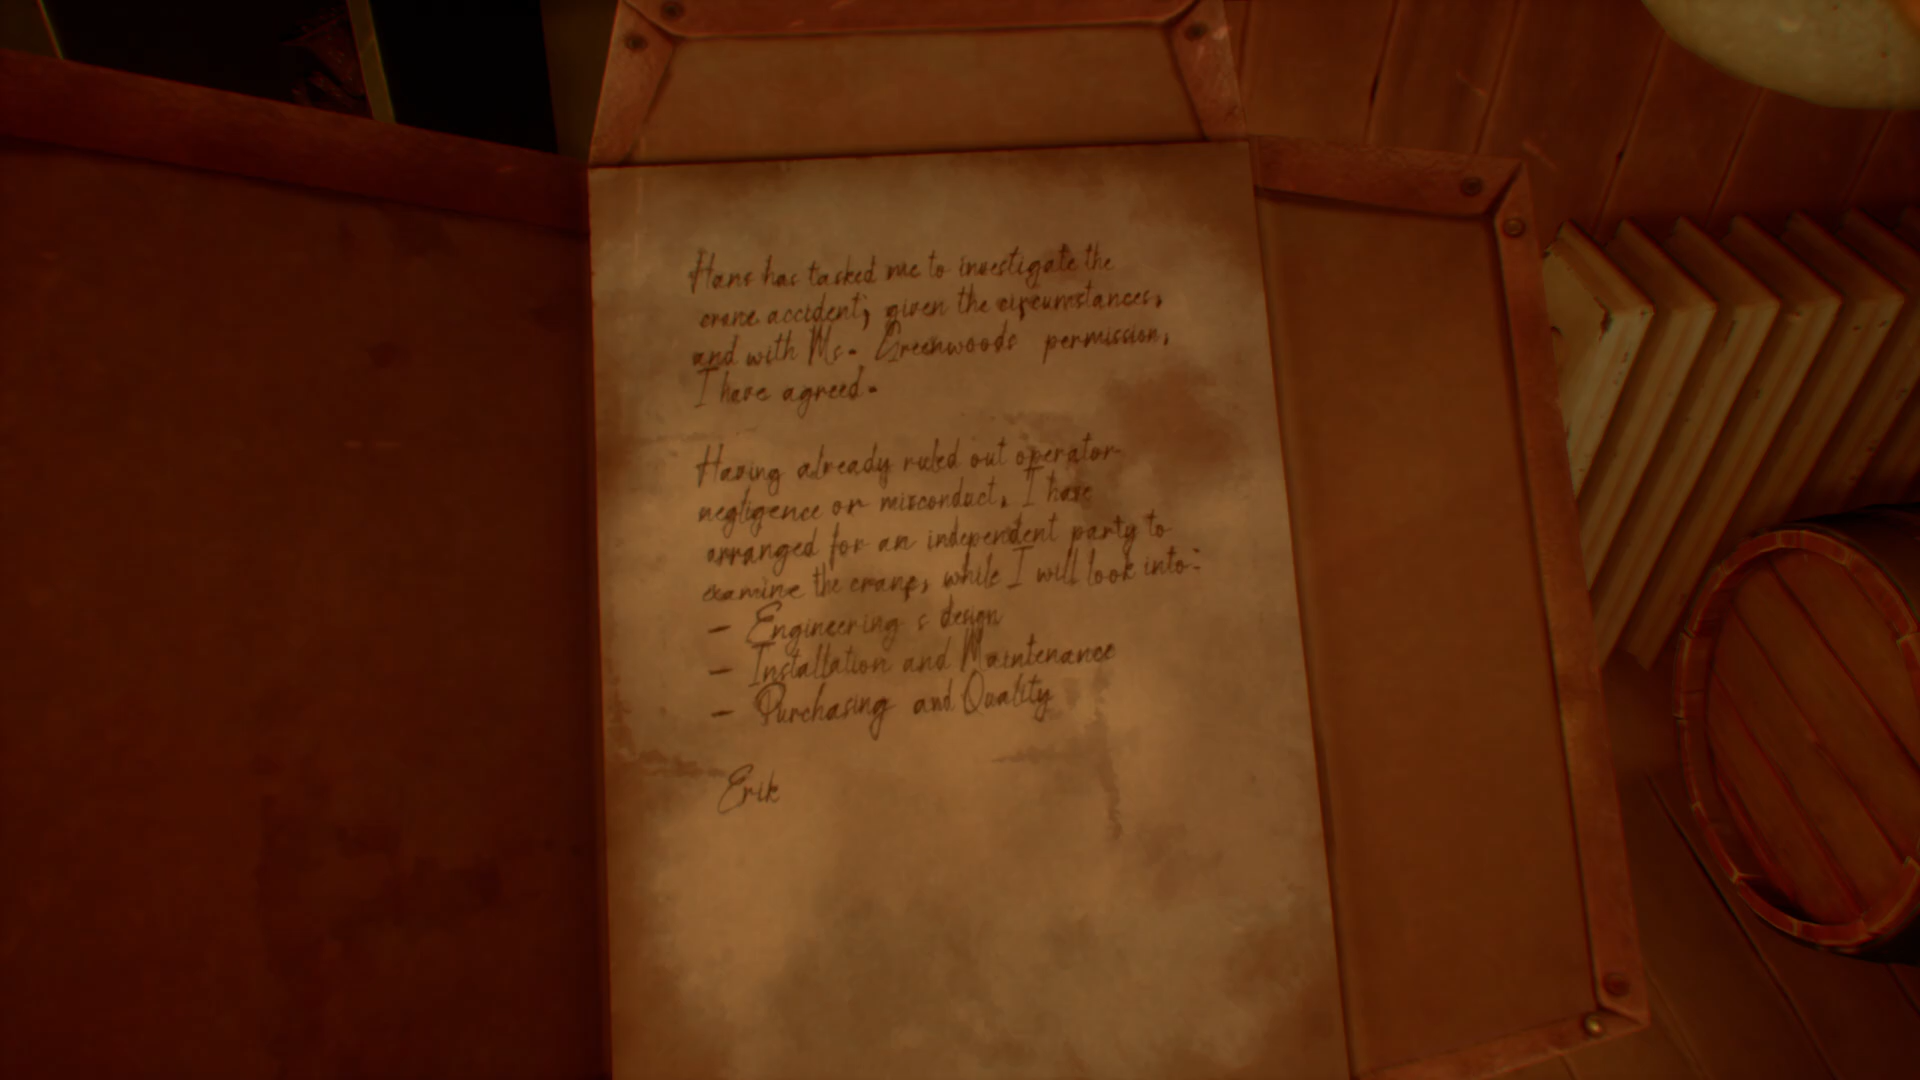 Hans has tasked me to investigate the
crane accident; given the circumstances,
and with Ms. Greenwoods permission,
I have agreed.
Having already ruled out operator
negligence or misconduct, I have
arranged for an independent party to
examine the crane, while I will look into:
- Engineering & design
- Installation and Maintenance
- Purchasing and Quality
Erik